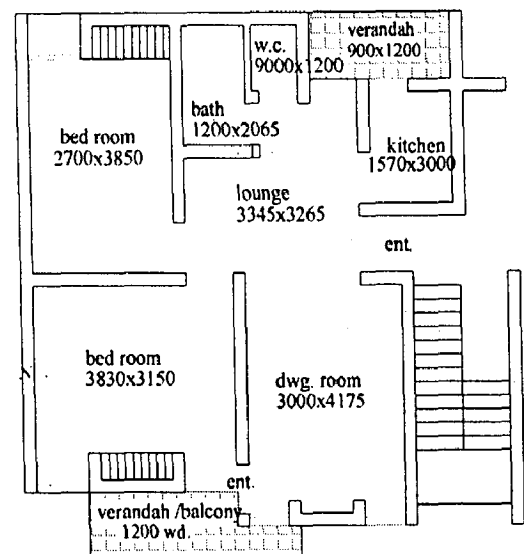 verandah
900x1200
w.c.
9000x1200
bath
1200x2065
bed room
2700x3850
kitchen
1570x3000
lounge
3345x3265
ent.
bed room
3830x3150
dwg. room
3000x4175
ent.
verandah /balcony
1200 wd.